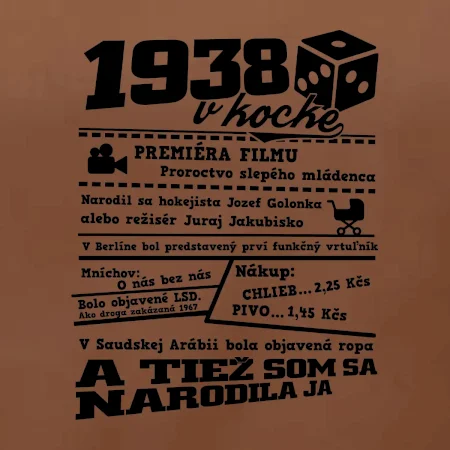 1938
v kocke
PREMIÉRA FILMU
Proroctvo slepého mládenca
Narodil sa hokejista Jozef Golonka
alebo režisér Juraj Jakubisko
V Berlíne bol predstavený prví funkčný vrtuľník
Mníchov:
O nás bez nás
Bolo objavené LSD.
Ako droga zakázaná 1967
Nákup:
CHLIEB... 2,25 Kčs
PIVO... 1,45 Kčs
V Saudskej Arábii bola objavená ropa
A TIEŽ SOM SA
NARODILA JA